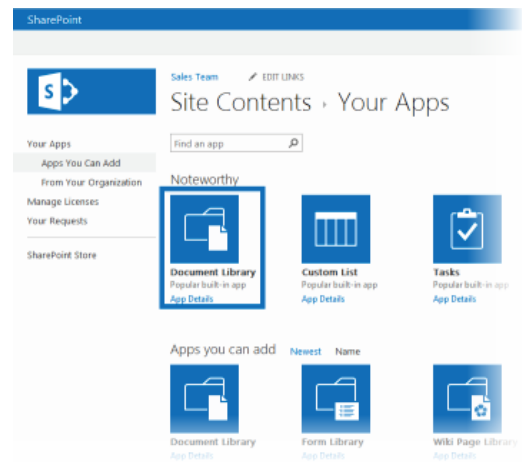 SharePoint
Sales Team EDIT LINKS
Site Contents › Your Apps
Your Apps
Apps You Can Add
From Your Organization
Manage Licenses
Your Requests
SharePoint Store
Find an app
Noteworthy
Document Library Custom List Tasks
Popular built-in app Popular built-in app Popular built-in app
App Details App Details App Details
Apps you can add Newest Name
Document Library Form Library Wiki Page Library
App Details App Details App Details